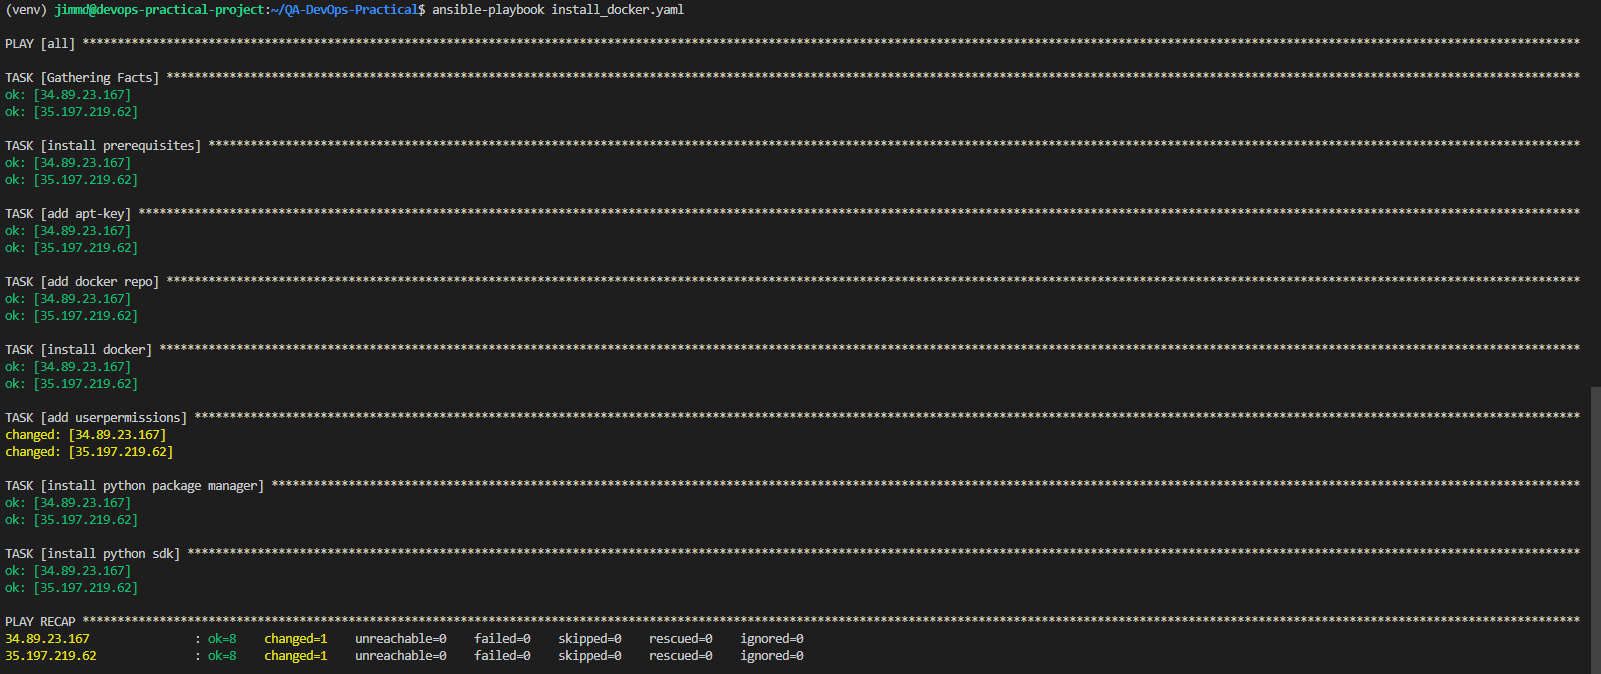 (venv) jimmd@devops-practical-project:~/QA-DevOps-Practical$ ansible-playbook install_docker.yaml
PLAY [all] **********************************************************************************************************************************************************************************************************************
TASK [Gathering Facts] **********************************************************************************************************************************************************************************************************
ok: [34.89.23.167]
ok: [35.197.219.62]
TASK [install prerequisites] ****************************************************************************************************************************************************************************************************
ok: [34.89.23.167]
ok: [35.197.219.62]
TASK [add apt-key] **************************************************************************************************************************************************************************************************************
ok: [34.89.23.167]
ok: [35.197.219.62]
TASK [add docker repo] **********************************************************************************************************************************************************************************************************
ok: [34.89.23.167]
ok: [35.197.219.62]
TASK [install docker] ***********************************************************************************************************************************************************************************************************
ok: [34.89.23.167]
ok: [35.197.219.62]
TASK [add userpermissions] ******************************************************************************************************************************************************************************************************
changed: [34.89.23.167]
changed: [35.197.219.62]
TASK [install python package manager] *******************************************************************************************************************************************************************************************
ok: [34.89.23.167]
ok: [35.197.219.62]
TASK [install python sdk] *******************************************************************************************************************************************************************************************************
ok: [34.89.23.167]
ok: [35.197.219.62]
PLAY RECAP **********************************************************************************************************************************************************************************************************************
34.89.23.167               : ok=8    changed=1    unreachable=0    failed=0    skipped=0    rescued=0    ignored=0
35.197.219.62              : ok=8    changed=1    unreachable=0    failed=0    skipped=0    rescued=0    ignored=0